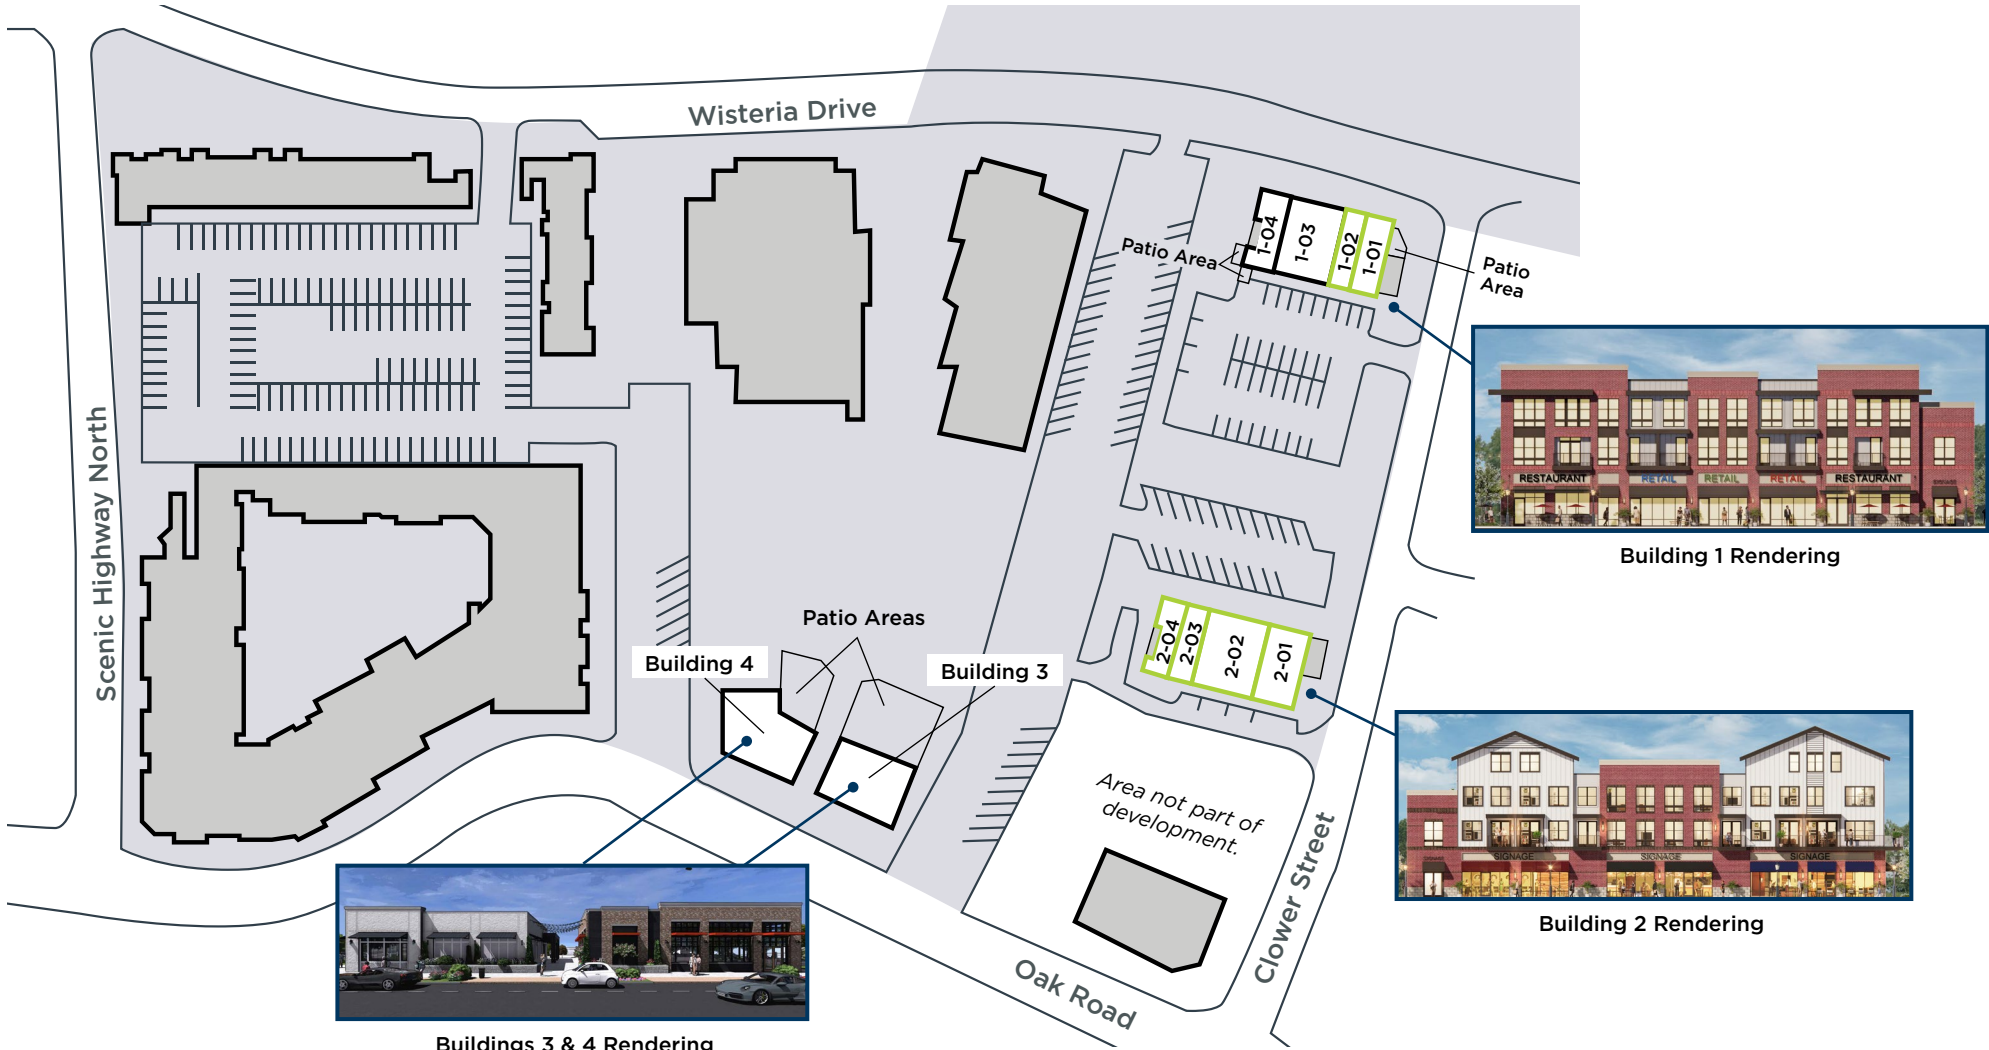 Wisteria Drive
Scenic Highway North
1-04
1-03
1-02
1-01
Patio Area
Patio
Area
RESTAURANT
RETAIL
RETAIL
RETAIL
RESTAURANT
Building 1 Rendering
Patio Areas
Building 4
Building 3
2-04
2-03
2-02
2-01
SIGNAGE
SIGNAGE
SIGNAGE
Building 2 Rendering
Area not part of
development.
Clower Street
Oak Road
Buildings 3 & 4 Rendering